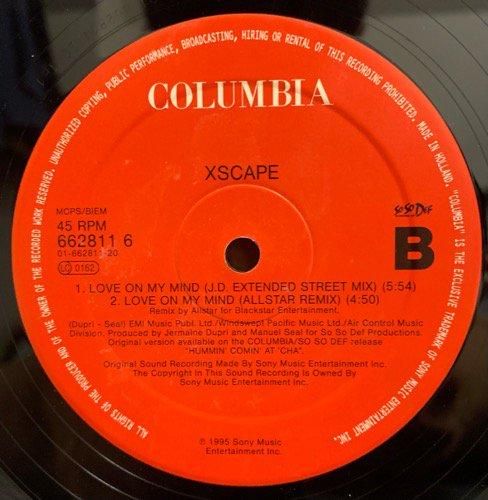 ALL RIGHTS OF THE PRODUCER AND OF THE OWNER OF THE RECORDED WORK RESERVED. UNAUTHORIZED COPYING, PUBLIC PERFORMANCE, BROADCASTING, HIRING OR RENTAL OF THIS RECORDING PROHIBITED. MADE IN HOLLAND. "COLUMBIA" IS THE EXCLUSIVE TRADEMARK OF SONY MUSIC ENTERTAINMENT INC.
COLUMBIA
XSCAPE
MCPS/BIEM
45 RPM
662811 6
01-662811-20
LC 0162
SO SO DEF
B
1. LOVE ON MY MIND (J.D. EXTENDED STREET MIX) (5:54)
2. LOVE ON MY MIND (ALLSTAR REMIX) (4:50)
Remix by Allstar for Blackstar Entertainment.
(Dupri - Seal) EMI Music Publ. Ltd./Windswept Pacific Music Ltd./Air Control Music
Division. Produced by Jermaine Dupri and Manuel Seal for So So Def Productions.
Original version available on the COLUMBIA/SO SO DEF release
"HUMMIN' COMIN' AT 'CHA".
Original Sound Recording Made By Sony Music Entertainment Inc.
The Copyright In This Sound Recording Is Owned By
Sony Music Entertainment Inc.
℗ 1995 Sony Music
Entertainment Inc.